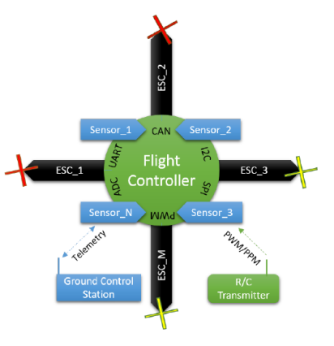 ESC_2
Sensor_1
CAN
Sensor_2
UART
I2C
ESC_1
Flight
Controller
ESC_3
ADC
SPI
Sensor_N
PWM
Sensor_3
Telemetry
PWM/PPM
ESC_M
Ground Control
Station
R/C
Transmitter